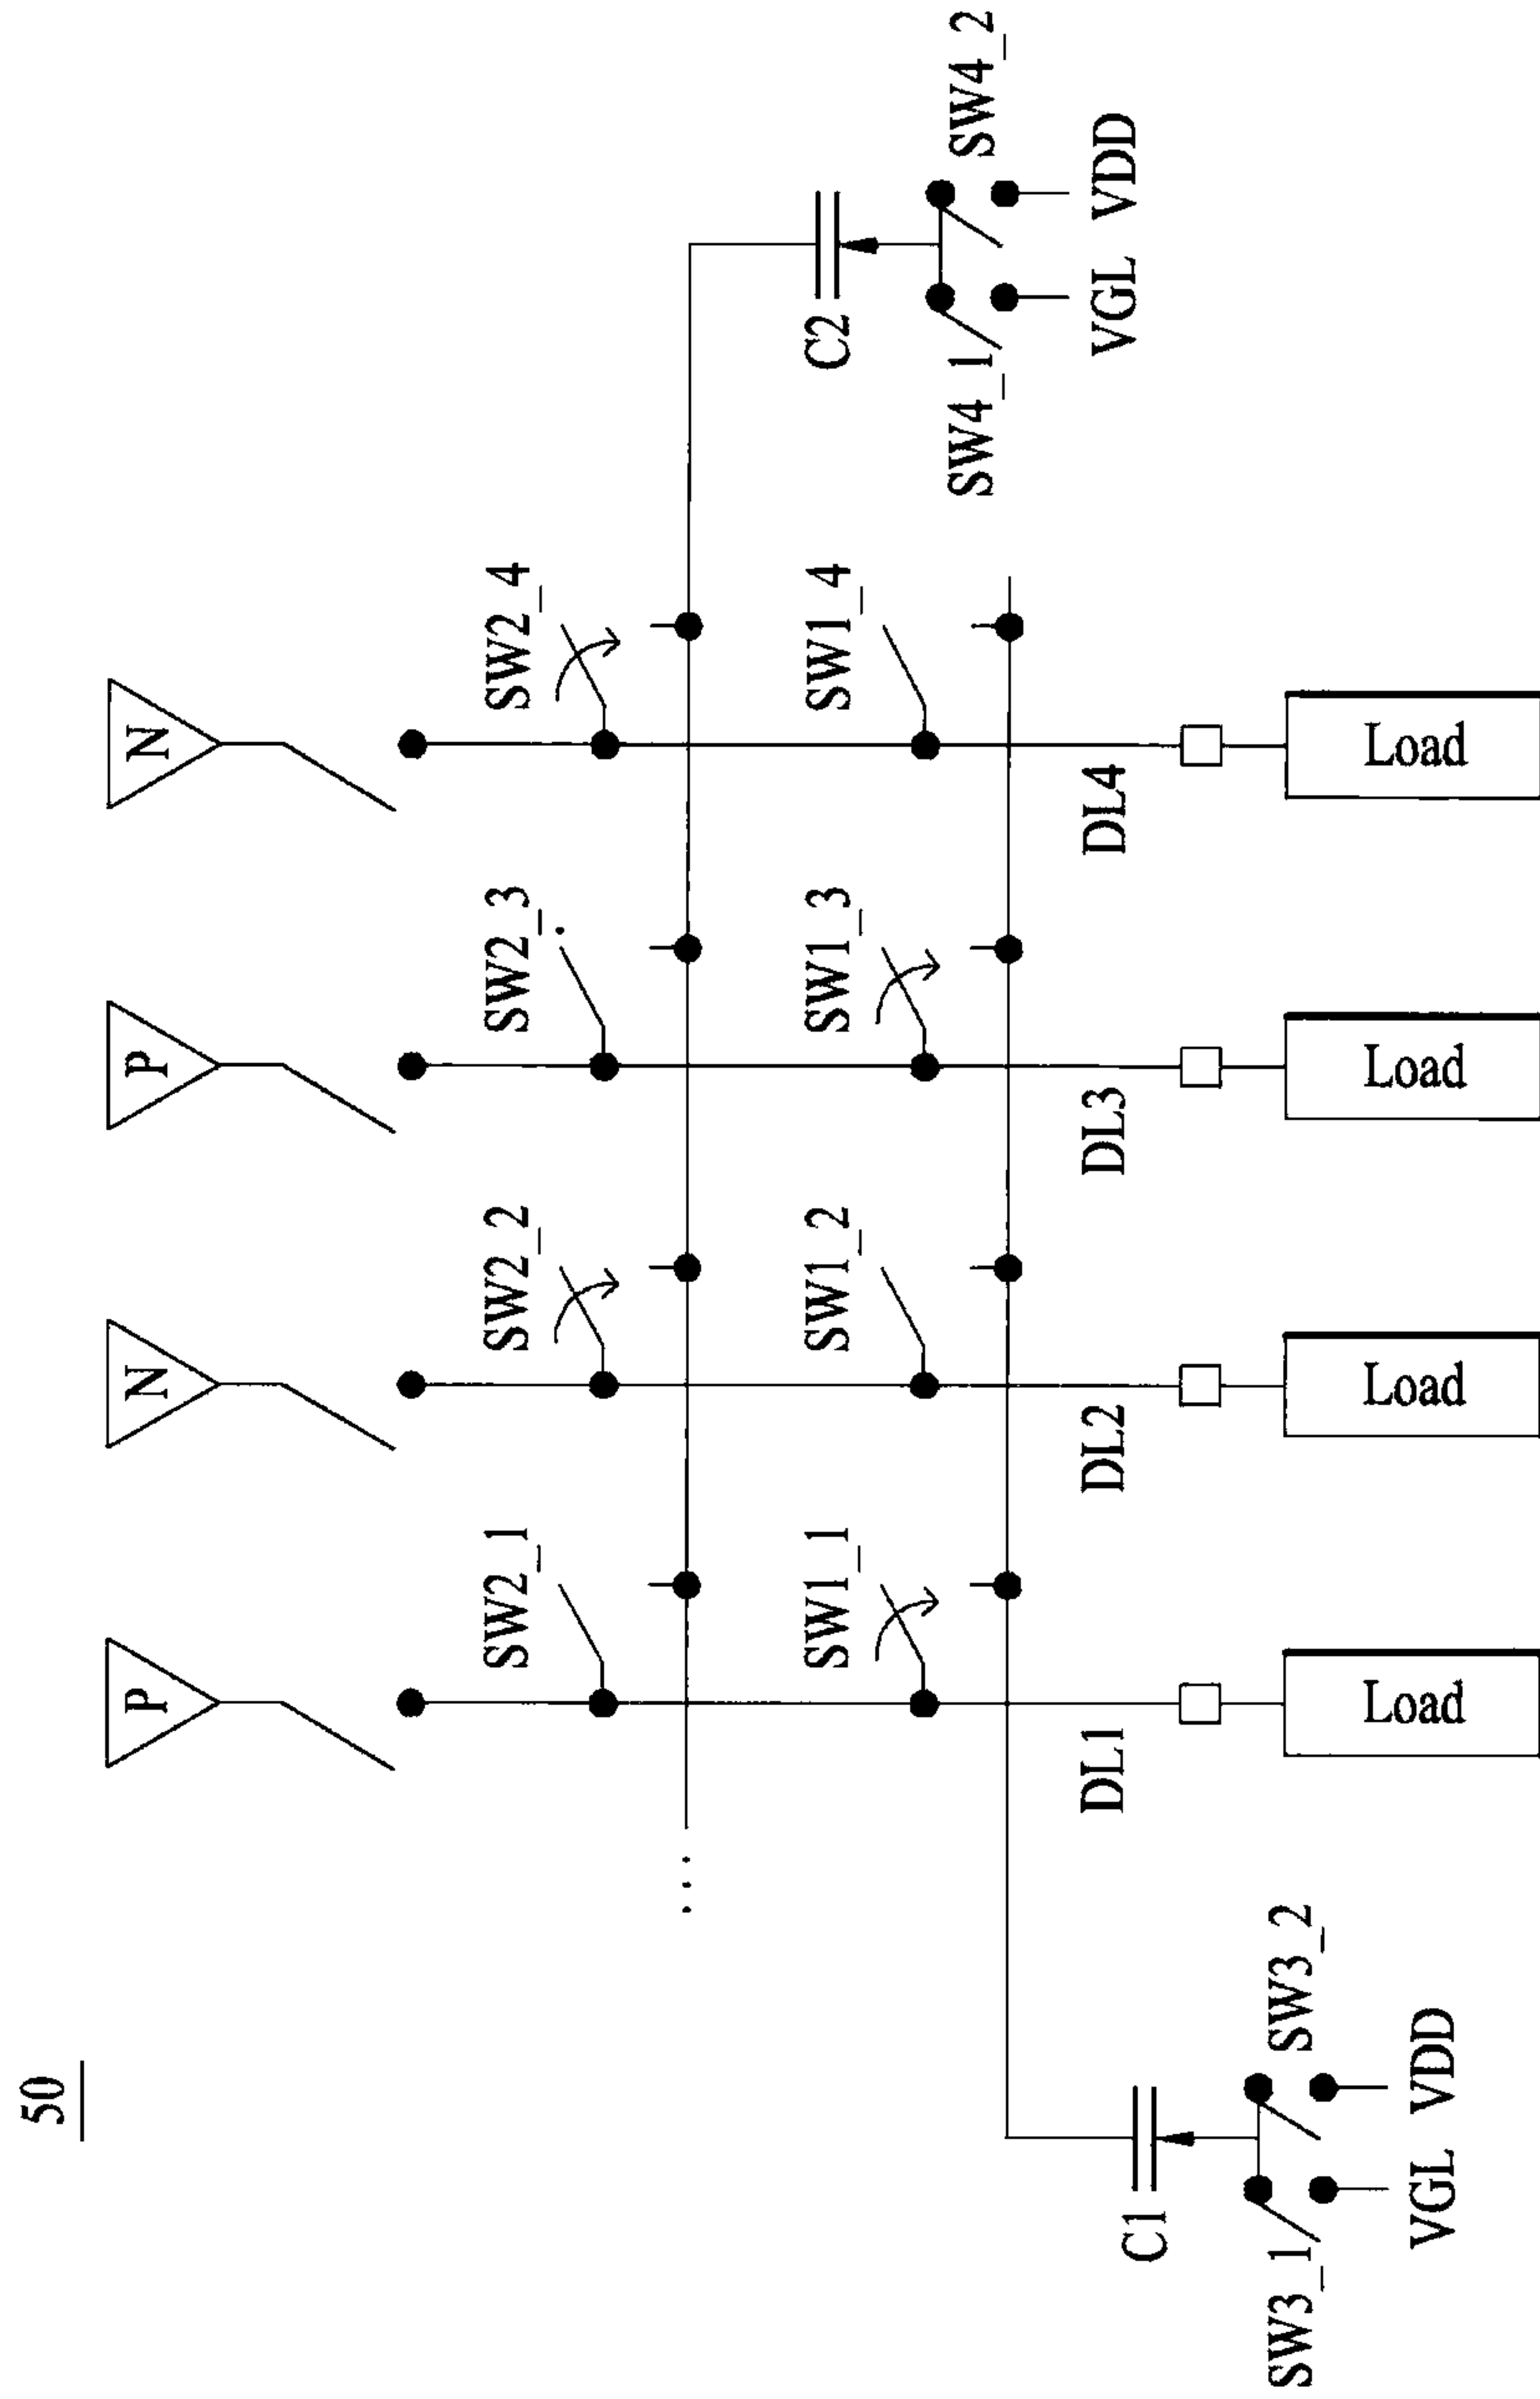 50
P
N
P
N
SW2_1
SW2_2
SW2_3
SW2_4
...
SW1_1
SW1_2
SW1_3
SW1_4
C2
SW4_1
SW4_2
VGL
VDD
DL1
DL2
DL3
DL4
C1
SW3_1
SW3_2
VGL
VDD
Load
Load
Load
Load